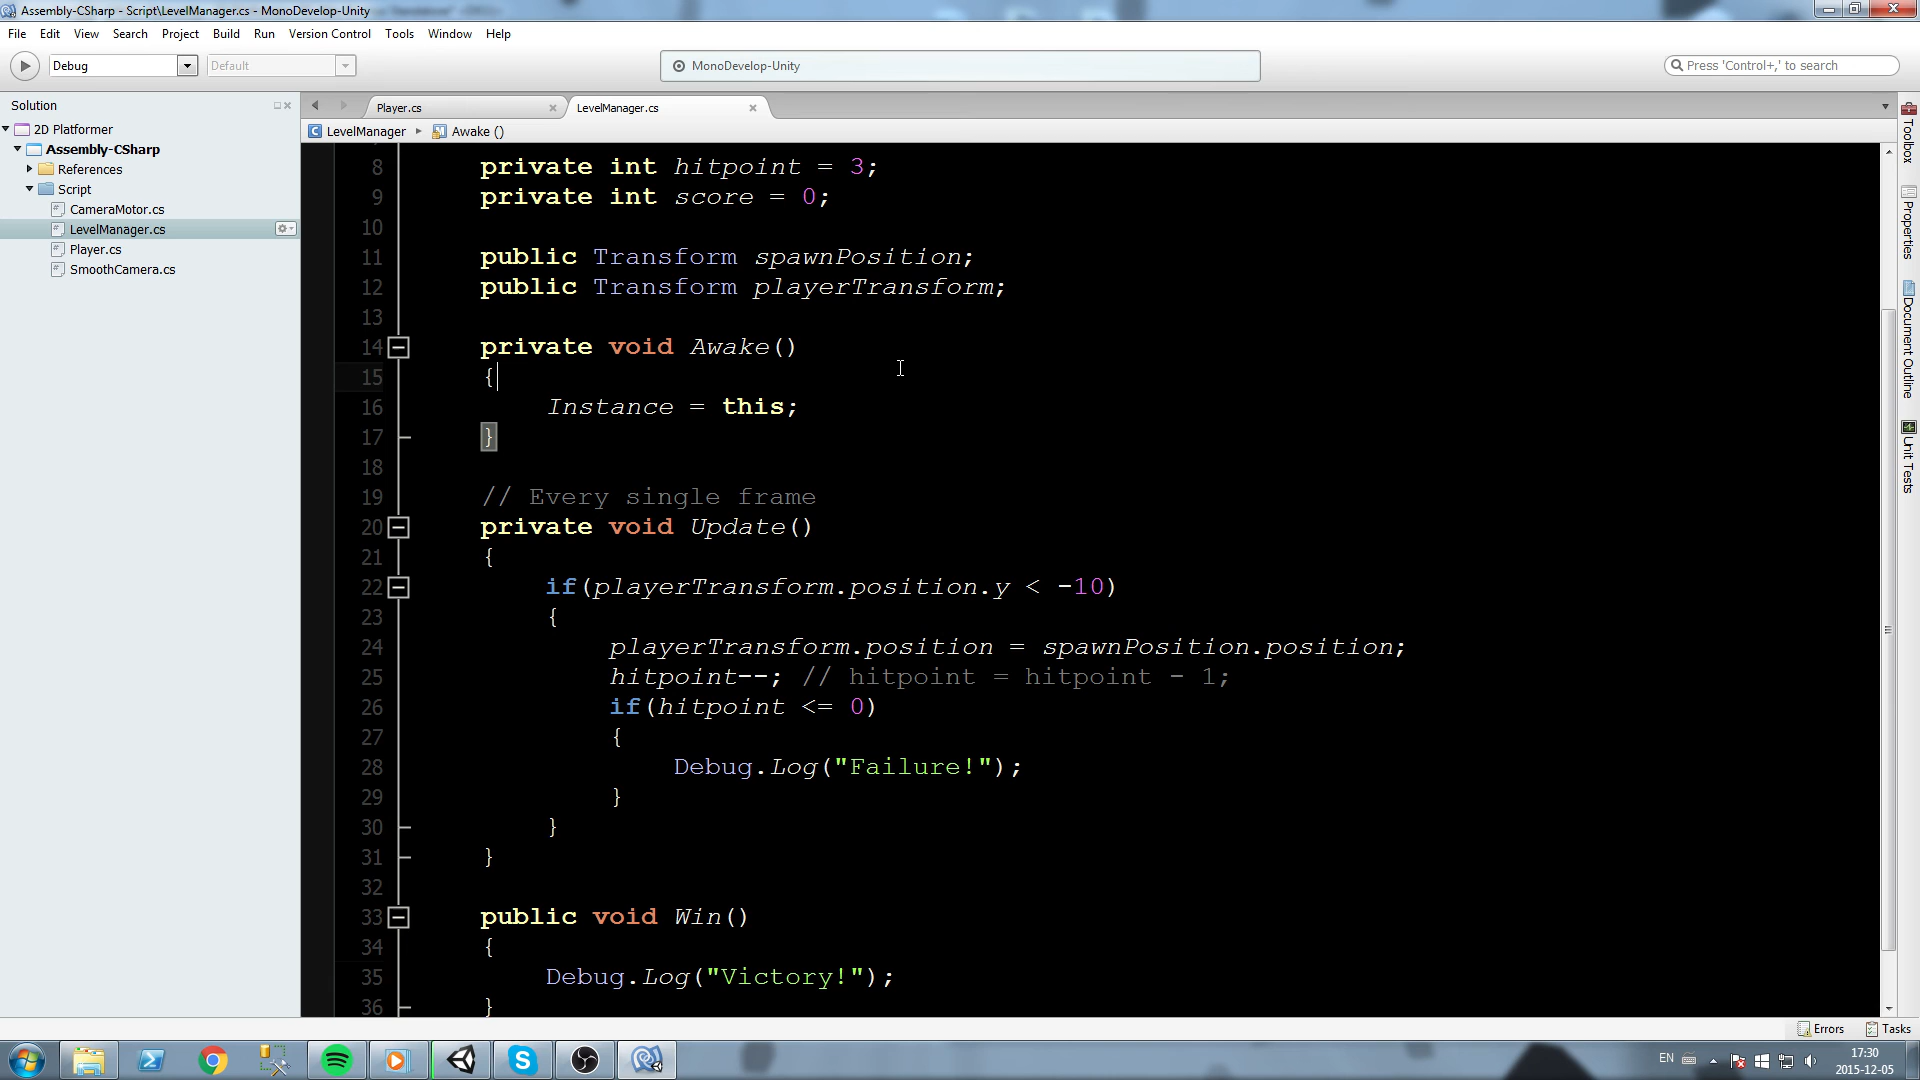 Assembly-CSharp - Script\LevelManager.cs - MonoDevelop-Unity
File Edit View Search Project Build Run Version Control Tools Window Help
Debug Default MonoDevelop-Unity Press 'Control+,' to search
Solution
2D Platformer
Assembly-CSharp
References
Script
CameraMotor.cs
LevelManager.cs
Player.cs
SmoothCamera.cs
Player.cs LevelManager.cs
LevelManager Awake ()
8 private int hitpoint = 3;
9 private int score = 0;
10
11 public Transform spawnPosition;
12 public Transform playerTransform;
13
14 private void Awake()
15 {
16 Instance = this;
17 }
18
19 // Every single frame
20 private void Update()
21 {
22 if(playerTransform.position.y < -10)
23 {
24 playerTransform.position = spawnPosition.position;
25 hitpoint--; // hitpoint = hitpoint - 1;
26 if(hitpoint <= 0)
27 {
28 Debug.Log("Failure!");
29 }
30 }
31 }
32
33 public void Win()
34 {
35 Debug.Log("Victory!");
36 }
Toolbox
Properties
Document Outline
Unit Tests
Errors Tasks
EN
17:30
2015-12-05